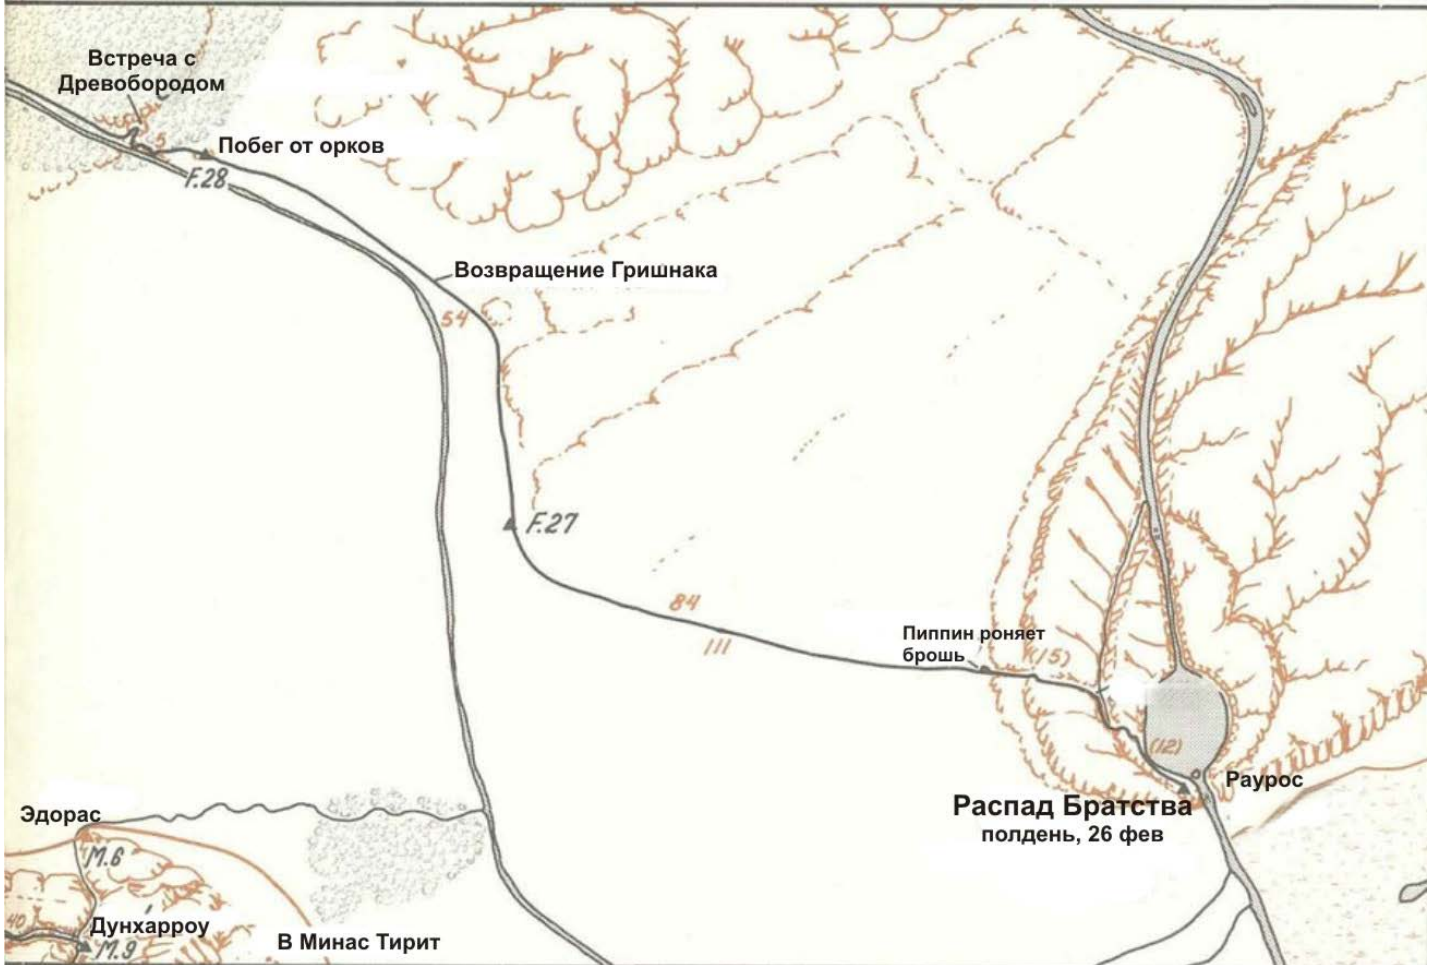 Встреча с
Древобородом
5
Побег от орков
F.28
Возвращение Гришнака
54
F.27
84
111
Пиппин роняет
брошь
(15)
(12)
Раурос
Распад Братства
полдень, 26 фев
Эдорас
M.6
40
Дунхарроу
M.9
В Минас Тирит